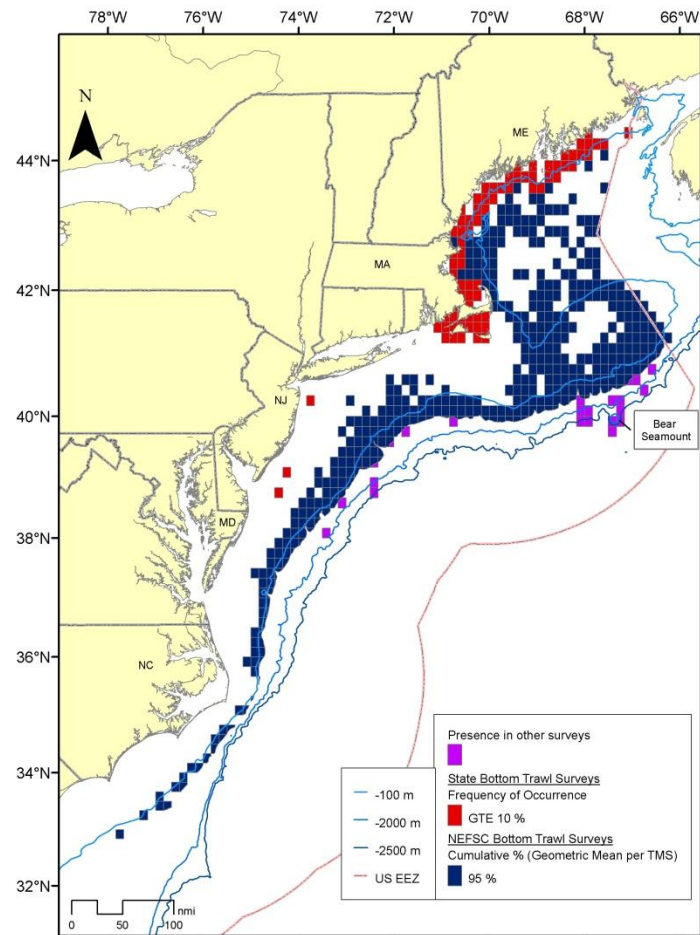 78°W 76°W 74°W 72°W 70°W 68°W 66°W
N
ME
44°N
MA
42°N
NJ
40°N
Bear
Seamount
MD
38°N
36°N
NC
34°N
32°N
0 50 100 nmi
-100 m
-2000 m
-2500 m
US EEZ
Presence in other surveys
State Bottom Trawl Surveys
Frequency of Occurrence
GTE 10 %
NEFSC Bottom Trawl Surveys
Cumulative % (Geometric Mean per TMS)
95 %